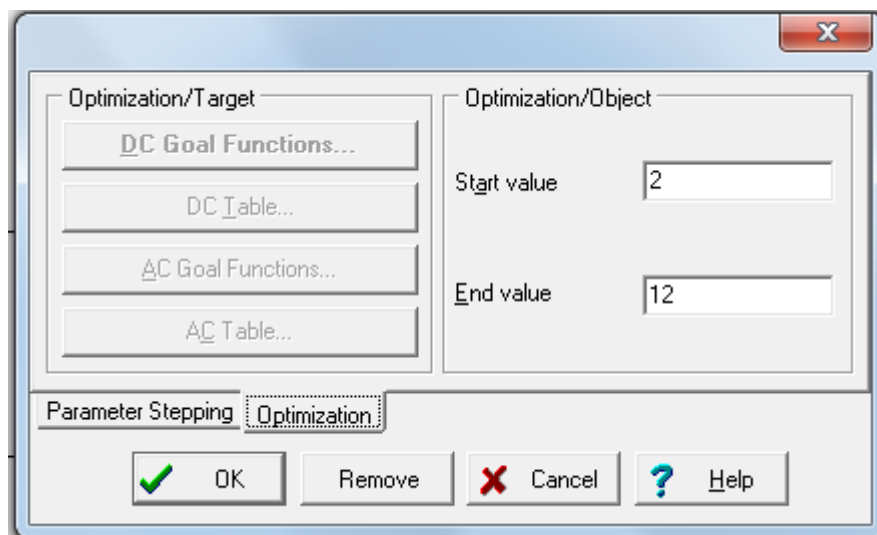 Optimization/Target
DC Goal Functions...
DC Table...
AC Goal Functions...
AC Table...
Optimization/Object
Start value
2
End value
12
Parameter Stepping
Optimization
OK
Remove
Cancel
? Help